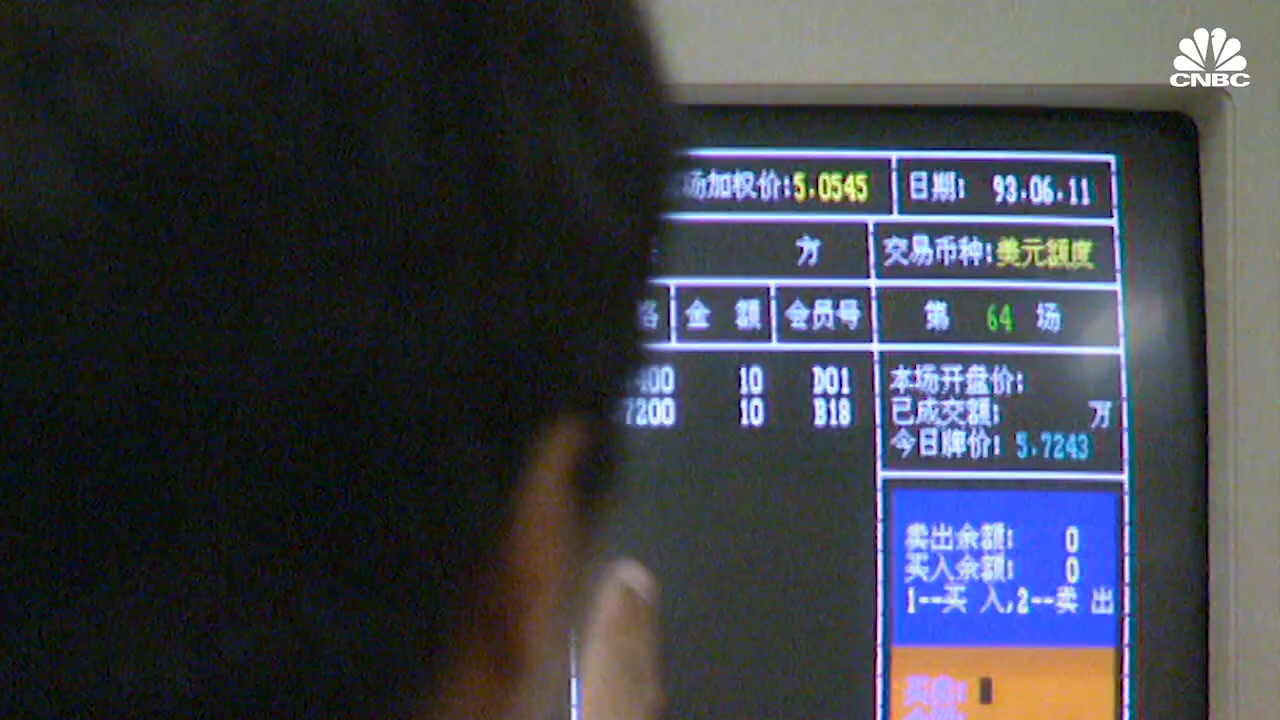 CNBC
场加权价:5.0545 日期: 93.06.11
万 交易币种:美元额度
金 额 会员号 第 64 场
400 10 D01
7200 10 B18
本场开盘价:
已成交额: 万
今日牌价: 5.7243
卖出余额: 0
买入余额: 0
1--买 入,2--卖 出